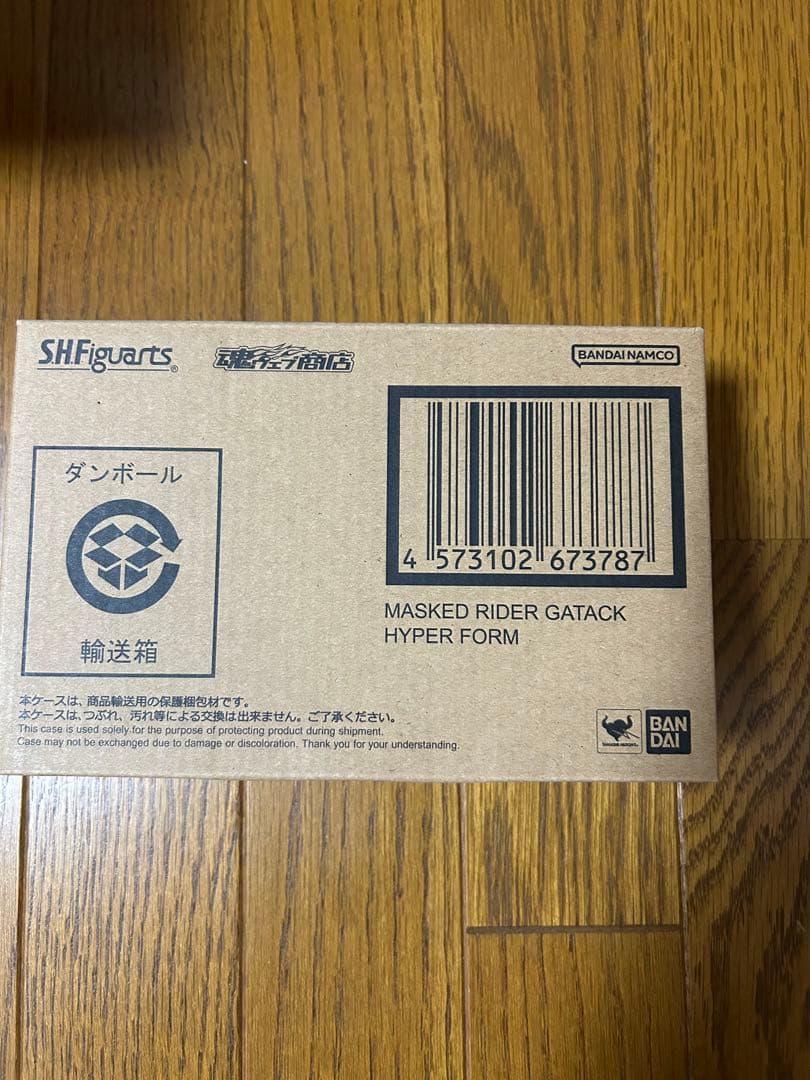 S.H.Figuarts®
魂ウェブ商店
BANDAI NAMCO
ダンボール
輸送箱
4 573102 673787
MASKED RIDER GATACK
HYPER FORM
本ケースは、商品輸送用の保護梱包材です。
本ケースは、つぶれ、汚れ等による交換は出来ません。ご了承ください。
This case is used solely for the purpose of protecting product during shipment.
Case may not be exchanged due to damage or discoloration. Thank you for your understanding.
BAN
DAI